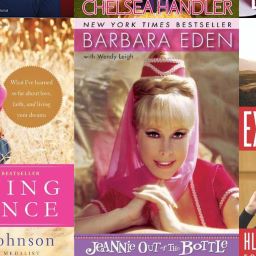 CHELSEA HANDLER
NEW YORK TIMES BESTSELLER
BARBARA EDEN
with Wendy Leigh
JEANNIE OUT OF THE BOTTLE
What I've learned
so far about love,
faith, and living
your dreams
BESTSELLER
ING
NCE
Johnson
MEDALIST
EX
HU